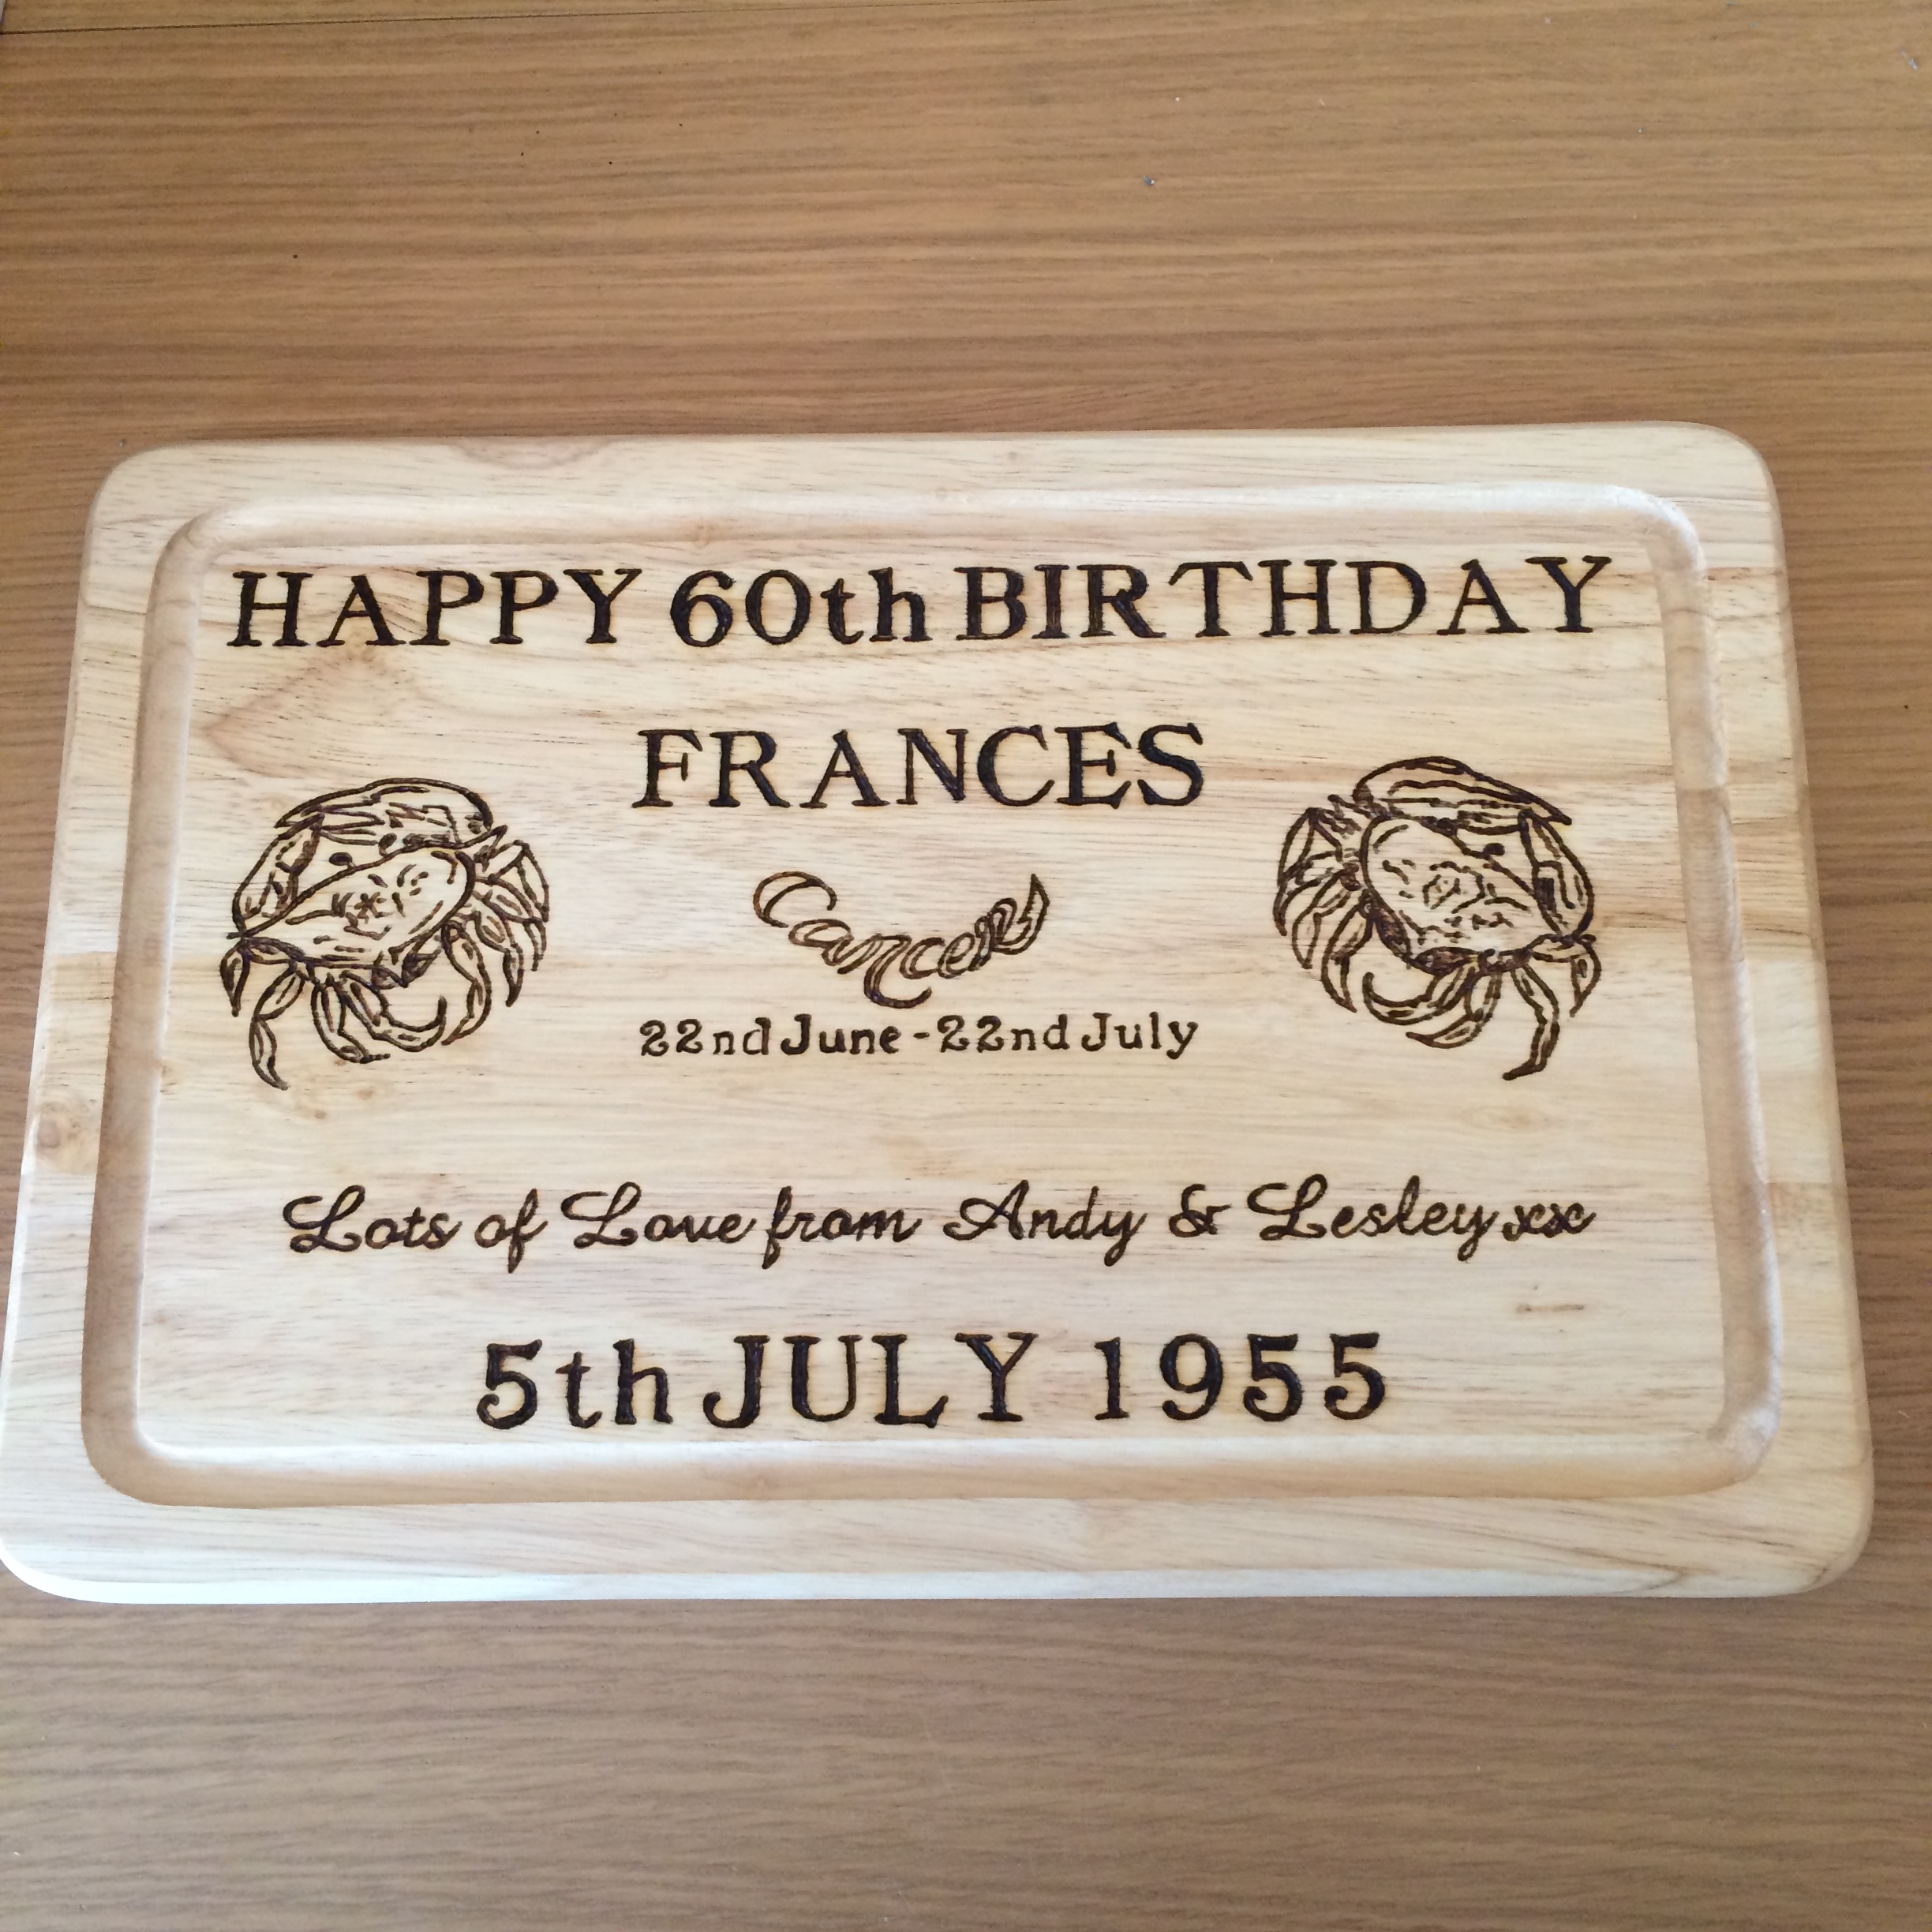 HAPPY 60th BIRTHDAY
FRANCES
Cancer
22nd June - 22nd July
Lots of Love from Andy & Lesley xx
5th JULY 1955